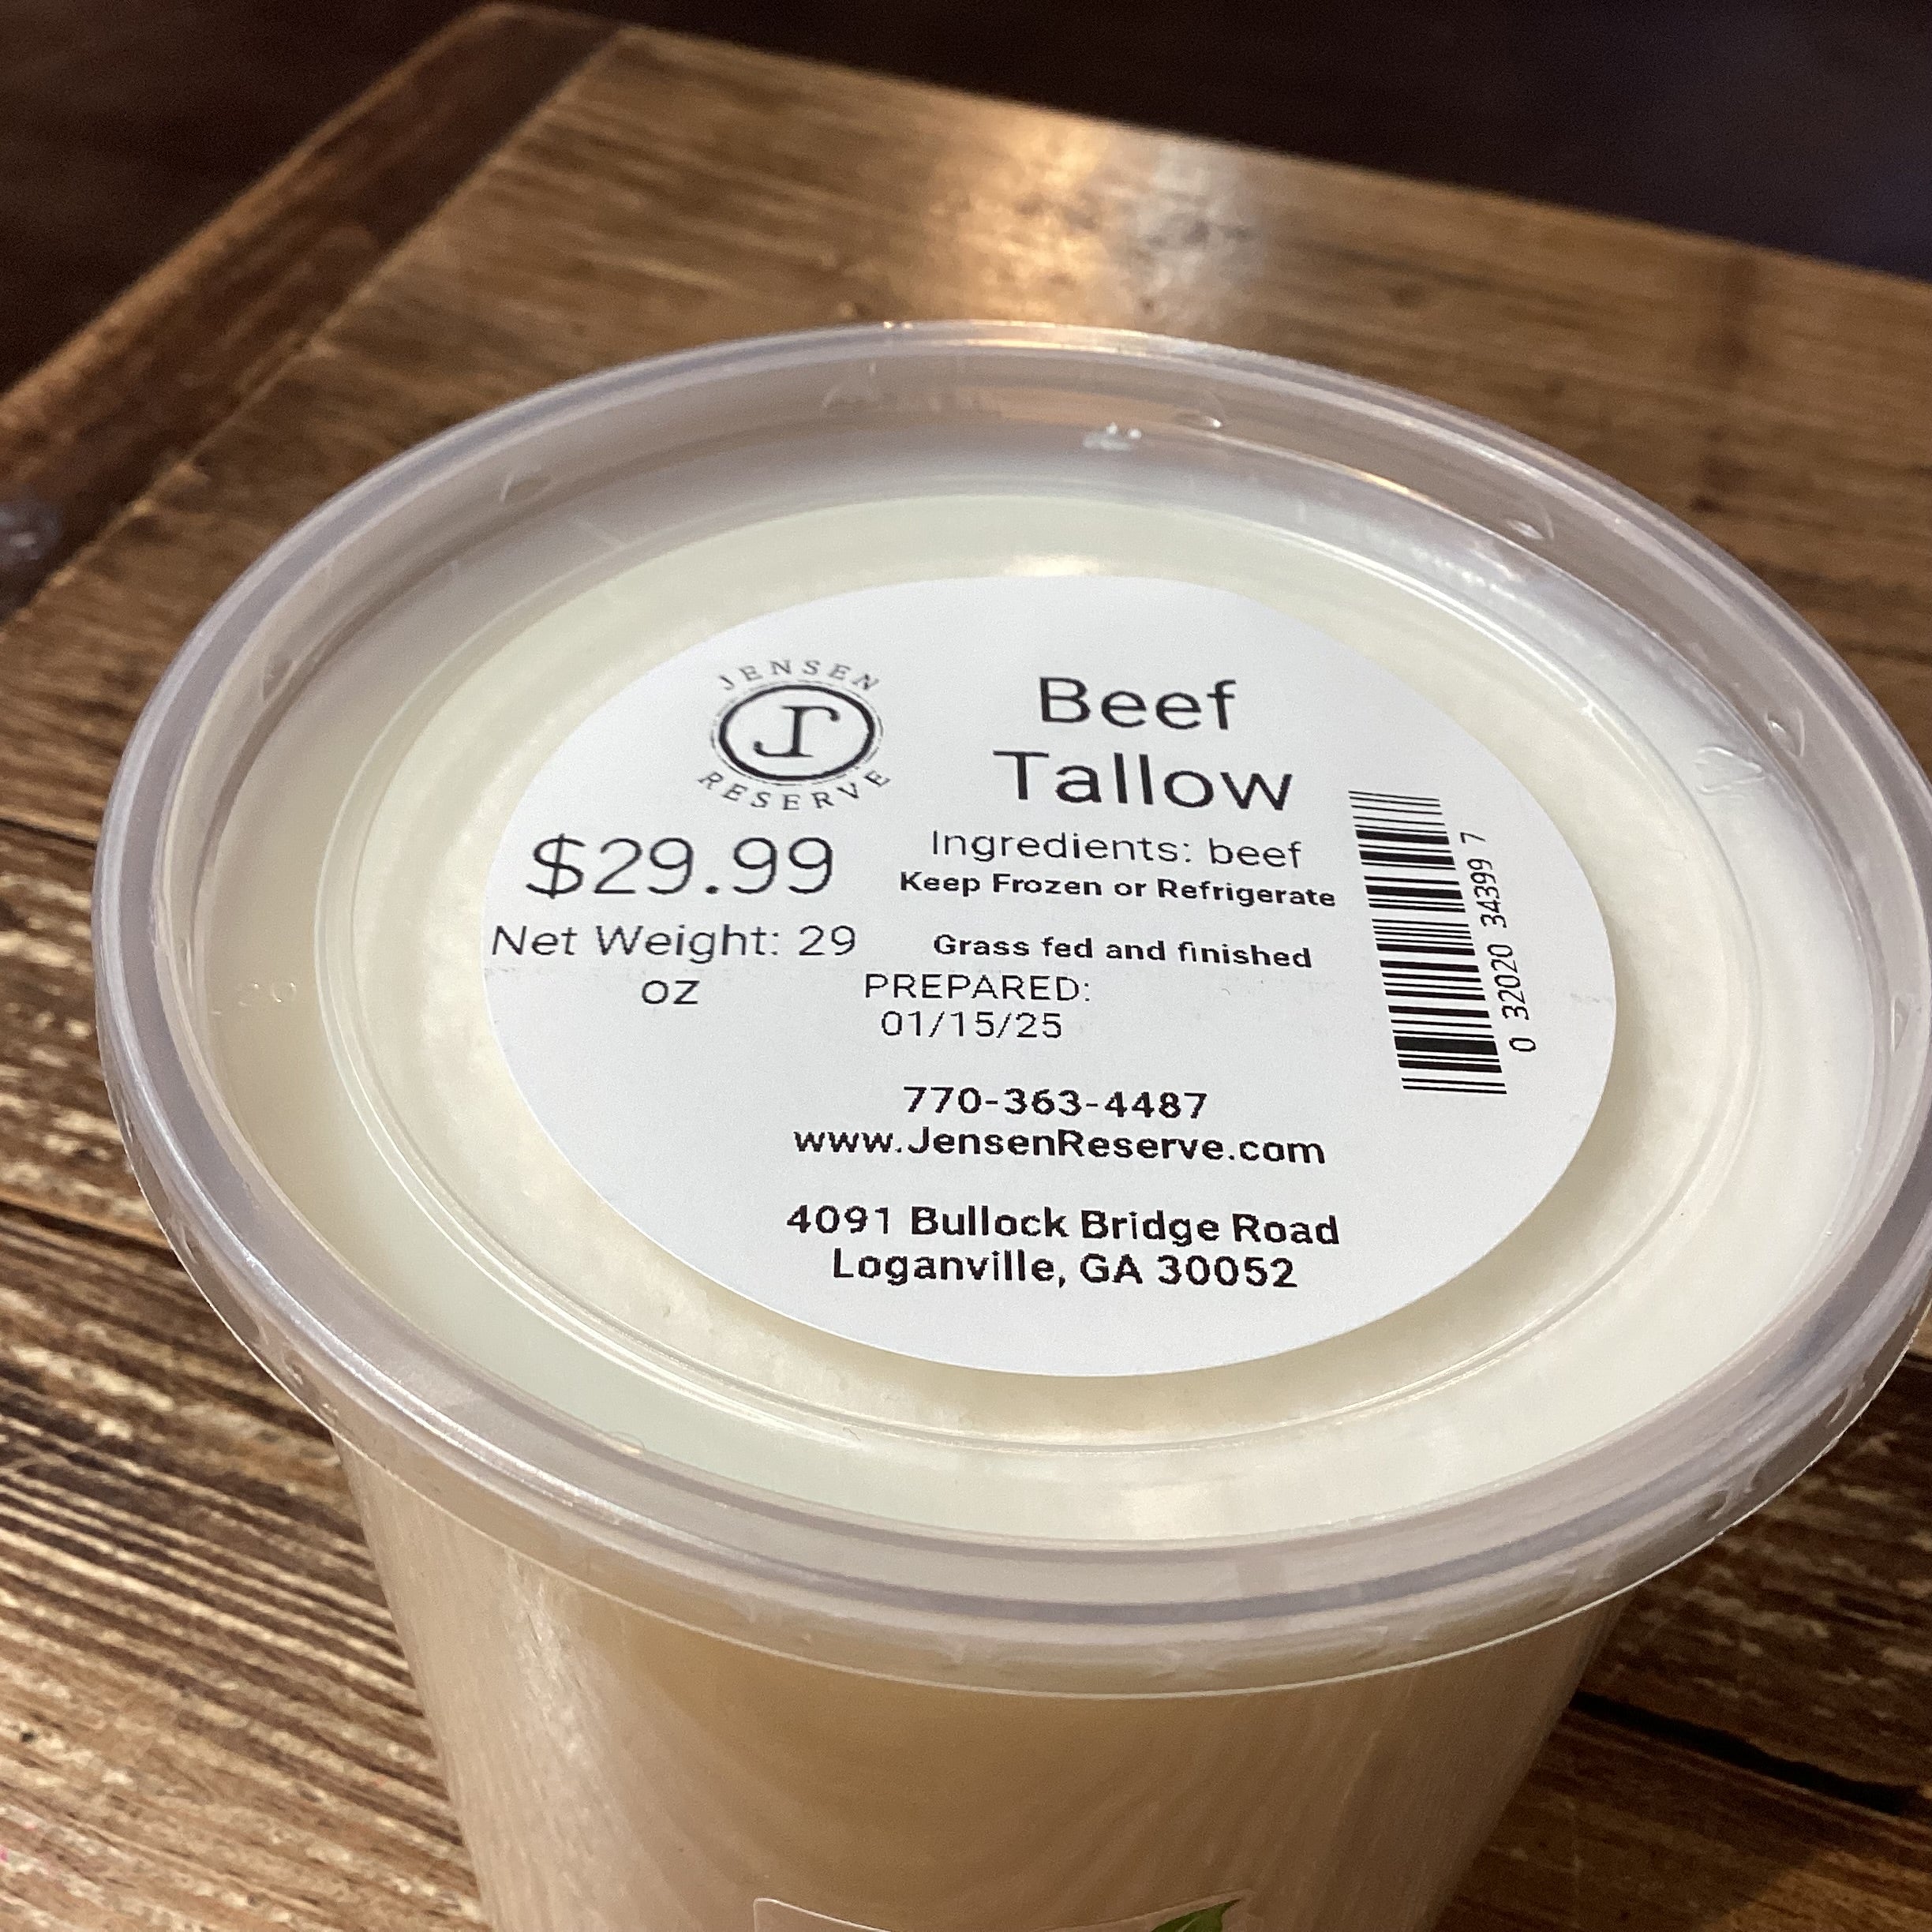 JENSEN
J
RESERVE
Beef
Tallow
$29.99
Net Weight: 29
oz
Ingredients: beef
Keep Frozen or Refrigerate
Grass fed and finished
PREPARED:
01/15/25
770-363-4487
www.JensenReserve.com
4091 Bullock Bridge Road
Loganville, GA 30052
0 32020 34399 7